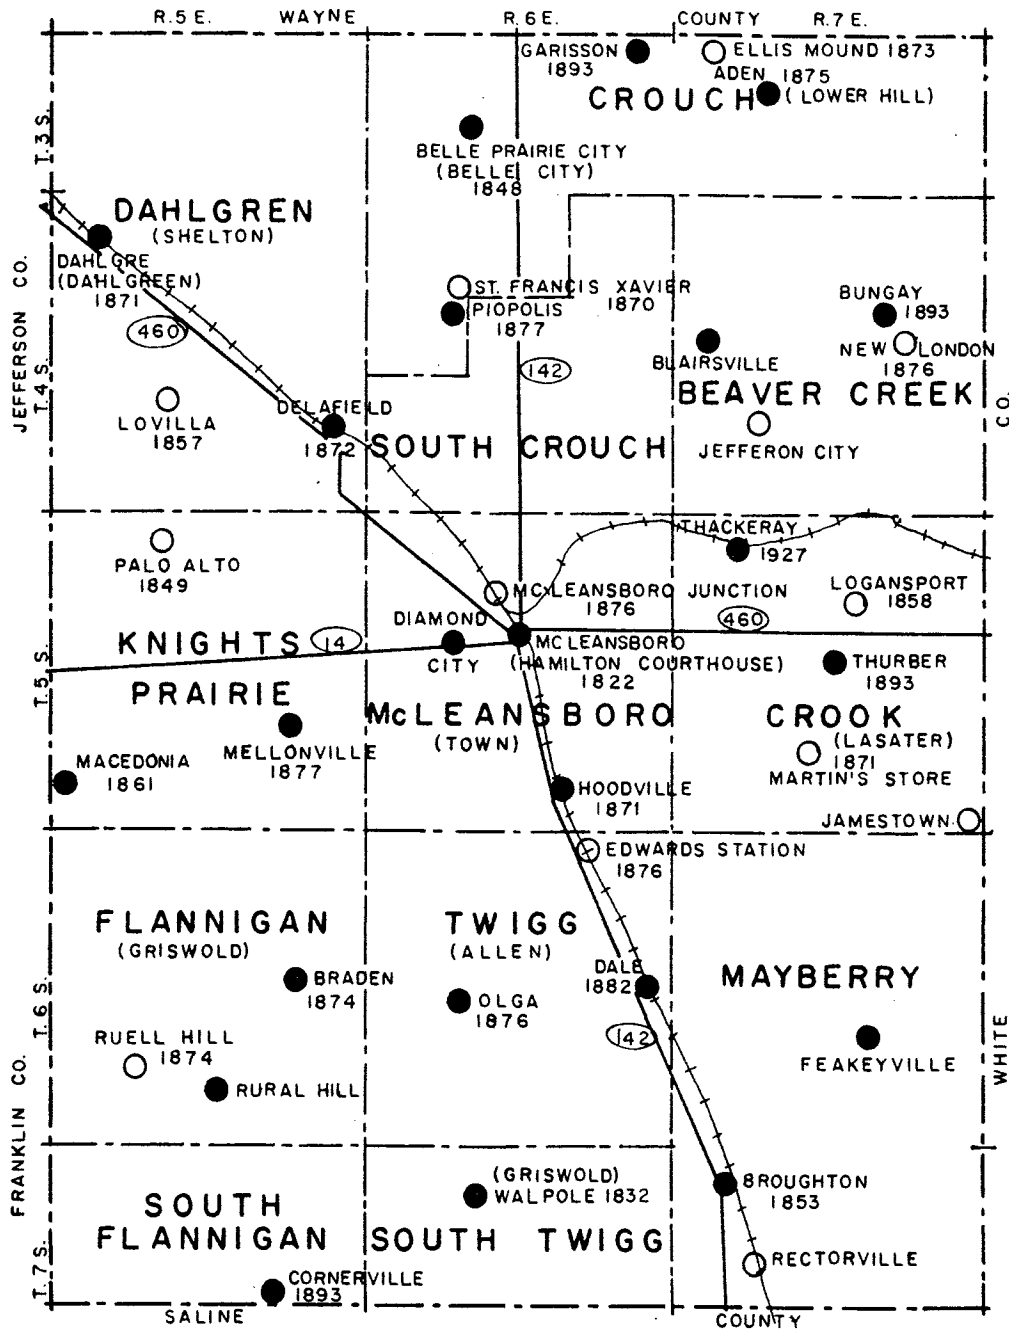 R.5 E. WAYNE R.6 E. COUNTY R.7 E.
GARISSON
1893
ELLIS MOUND 1873
ADEN 1875
(LOWER HILL)
CROUCH
T.3 S.
BELLE PRAIRIE CITY
(BELLE CITY)
1848
DAHLGREN
(SHELTON)
DAHLGRE
(DAHLGREEN)
1871
460
ST. FRANCIS XAVIER
1870
PIOPOLIS
1877
BUNGAY
1893
NEW LONDON
1876
BLAIRSVILLE
142
JEFFERSON CO.
T.4 S.
LOVILLA
1857
DELAFIELD
1872
BEAVER CREEK
CO.
SOUTH CROUCH
JEFFERON CITY
THACKERAY
1927
PALO ALTO
1849
MCLEANSBORO JUNCTION
1876
LOGANSPORT
1858
DIAMOND
CITY
460
KNIGHTS
PRAIRIE
14
MCLEANSBORO
(HAMILTON COURTHOUSE)
1822
THURBER
1893
T.5 S.
McLEANSBORO
(TOWN)
CROOK
(LASATER)
1871
MARTIN'S STORE
MELLONVILLE
1877
MACEDONIA
1861
HOODVILLE
1871
JAMESTOWN
EDWARDS STATION
1876
FLANNIGAN
(GRISWOLD)
TWIGG
(ALLEN)
BRADEN
1874
DALE
1882
MAYBERRY
T.6 S.
OLGA
1876
RUELL HILL
1874
142
FEAKEYVILLE
WHITE
RURAL HILL
FRANKLIN CO.
(GRISWOLD)
WALPOLE 1832
BROUGHTON
1853
SOUTH
FLANNIGAN
SOUTH TWIGG
RECTORVILLE
T.7 S.
CORNERVILLE
1893
SALINE COUNTY